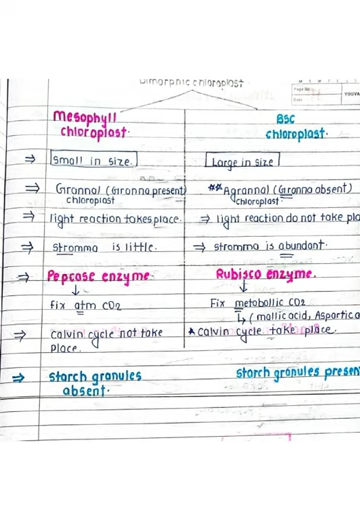 Dimorphic chloroplast
Page No
Date
YOUVA
Mesophyll
chloroplast.
BSC
chloroplast.
⇒ Small in size.
Large in size
⇒ Grannal (Granna present)
chloroplast
** Agrannal (Granna absent)
chloroplast.
⇒ light reaction takes place.
⇒ light reaction do not take pla
⇒ stromma is little.
⇒ stromma is abundant.
⇒ Pepcase enzyme.
Rubisco enzyme.
Fix atm CO2
Fix metabollic CO2
(mallic acid, Aspartica
⇒ calvin cycle not take
place.
* calvin cycle take place.
⇒ starch granules
absent.
starch granules presen